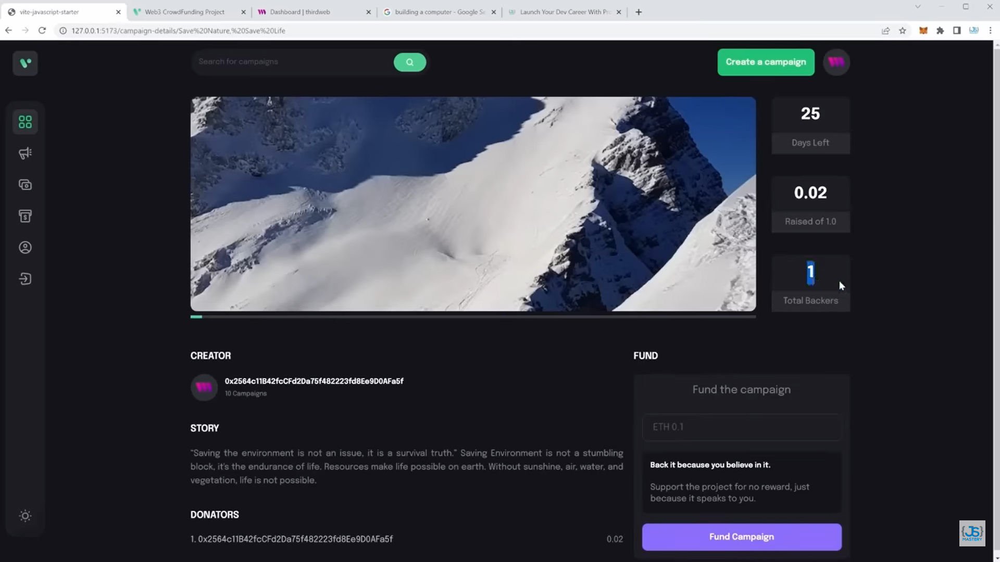 vite-javascript-starter
Web3 CrowdFunding Project
Dashboard | thirdweb
building a computer - Google Se
Launch Your Dev Career With Pro
127.0.0.1:5173/campaign-details/Save%20Nature,%20Save%20Life
Search for campaigns
Create a campaign
25
Days Left
0.02
Raised of 1.0
1
Total Backers
CREATOR
0x2564c11B42fcCFd2Da75f482223fd8Ee9D0AFa5f
10 Campaigns
STORY
“Saving the environment is not an issue, it is a survival truth.” Saving Environment is not a stumbling
block, it's the endurance of life. Resources make life possible on earth. Without sunshine, air, water, and
vegetation, life is not possible.
DONATORS
1. 0x2564c11B42fcCFd2Da75f482223fd8Ee9D0AFa5f
0.02
FUND
Fund the campaign
ETH 0.1
Back it because you believe in it.
Support the project for no reward, just
because it speaks to you.
Fund Campaign
{JS}
MASTERY